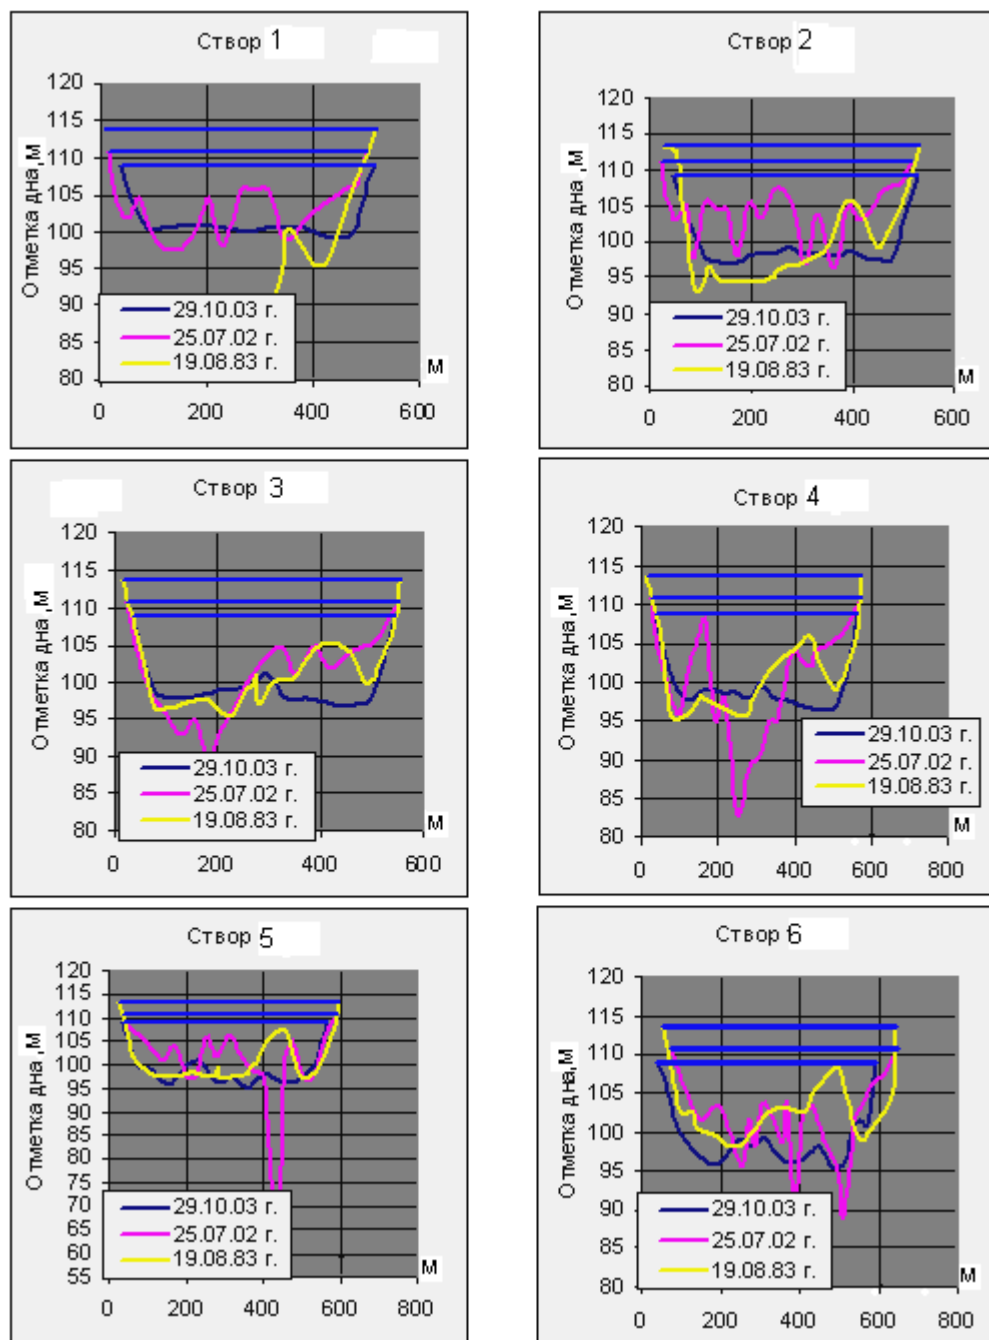 Створ 1
Отметка дна,м
120
115
110
105
100
95
90
85
80
29.10.03 г.
25.07.02 г.
19.08.83 г.
м
0 200 400 600
Створ 2
Отметка дна,м
120
115
110
105
100
95
90
85
80
29.10.03 г.
25.07.02 г.
19.08.83 г.
м
0 200 400 600
Створ 3
Отметка дна,м
120
115
110
105
100
95
90
85
80
29.10.03 г.
25.07.02 г.
19.08.83 г.
м
0 200 400 600
Створ 4
Отметка дна,м
120
115
110
105
100
95
90
85
80
29.10.03 г.
25.07.02 г.
19.08.83 г.
м
0 200 400 600 800
Створ 5
Отметка дна,м
120
115
110
105
100
95
90
85
80
75
70
65
60
55
29.10.03 г.
25.07.02 г.
19.08.83 г.
м
0 200 400 600 800
Створ 6
Отметка дна,м
120
115
110
105
100
95
90
85
80
29.10.03 г.
25.07.02 г.
19.08.83 г.
м
0 200 400 600 800